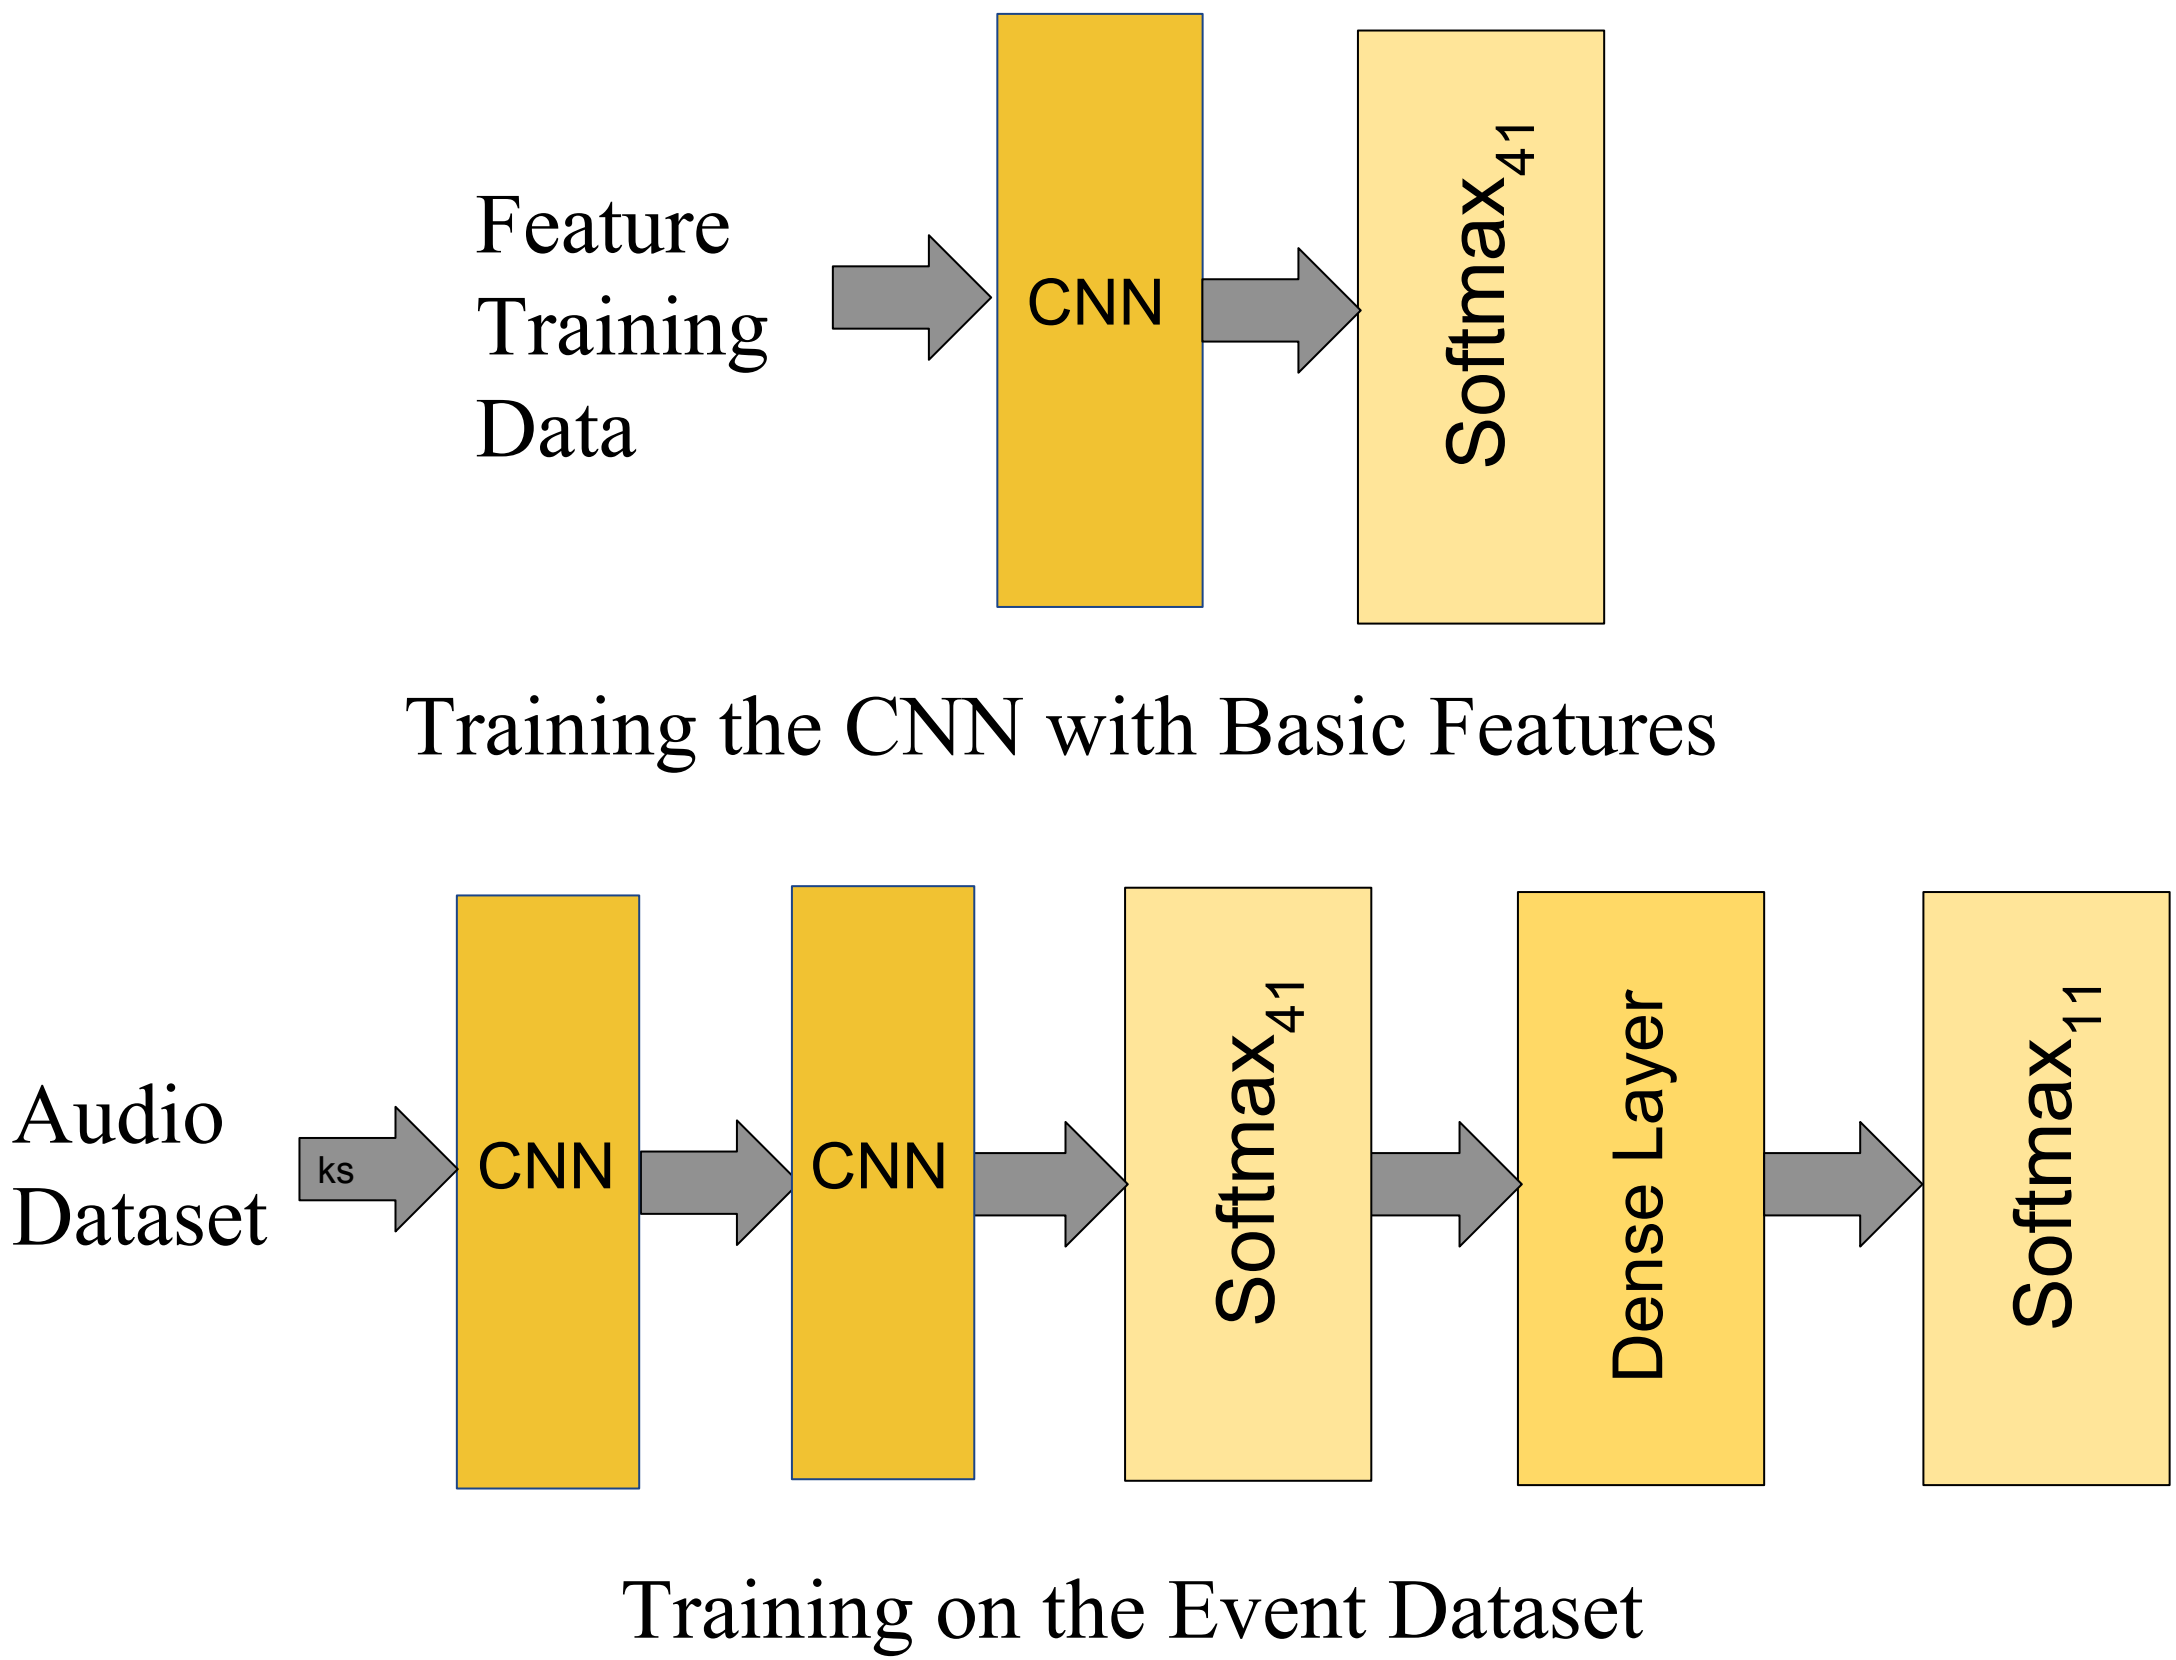 Feature
Training
Data
CNN
Softmax41
Training the CNN with Basic Features
Audio
Dataset
ks
CNN
CNN
Softmax41
Dense Layer
Softmax11
Training on the Event Dataset